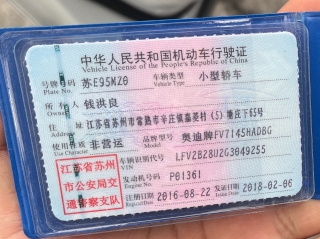 中华人民共和国机动车行驶证
Vehicle License of the People's Republic of China
号牌号码 苏E95MZ0 车辆类型 小型轿车
Plate No. Vehicle Type
所有人 钱洪良
Owner
住址 江苏省苏州市常熟市辛庄镇嘉菱村(5)塘庄下65号
Address
使用性质 非营运 品牌型号 奥迪牌FV7145HADBG
Use Character Model
江苏省苏州市公安局交通警察支队
车辆识别代号 LFV2B28U2G3049255
VIN
发动机号码 P01361
Engine No.
注册日期 2016-08-22 发证日期 2018-02-06
Register Date Issue Date